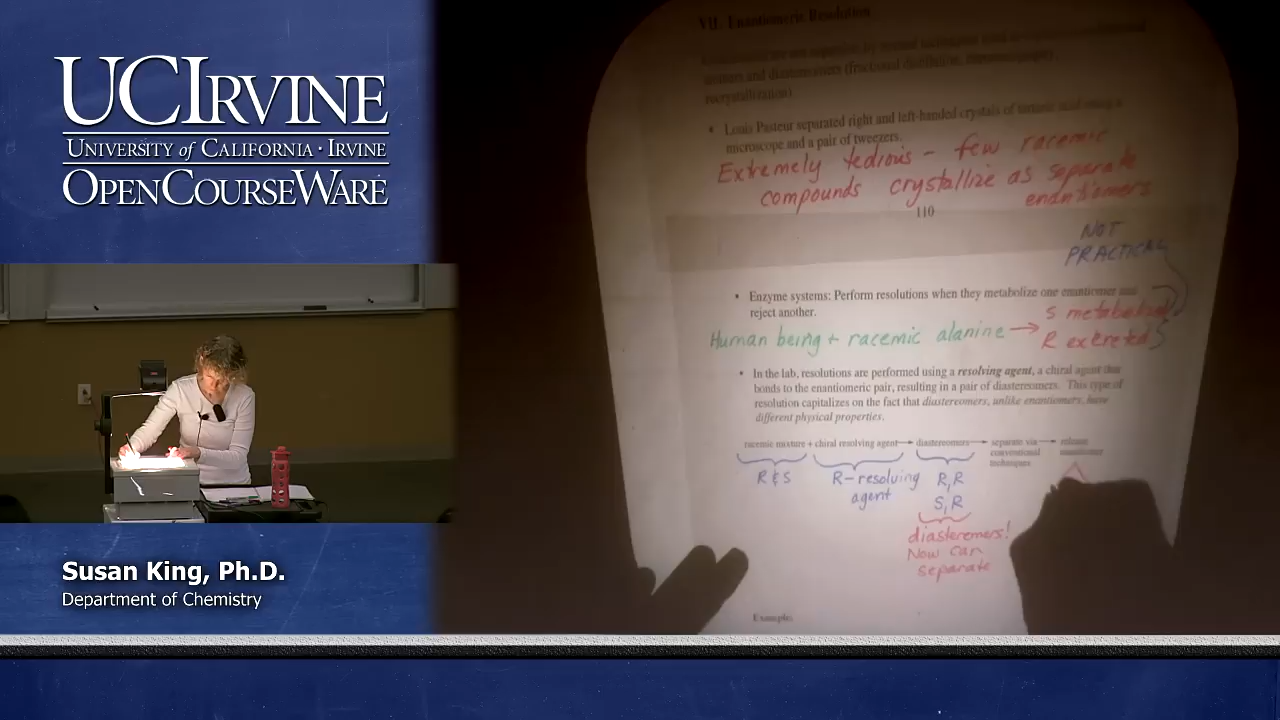 UCIRVINE
UNIVERSITY of CALIFORNIA · IRVINE
OPENCOURSEWARE
Susan King, Ph.D.
Department of Chemistry
VII. Enantiomeric Resolution
isomers and diastereomers (fractional distillation,
recrystallization).
• Louis Pasteur separated right and left-handed crystals of tartaric acid using a
microscope and a pair of tweezers.
Extremely tedious - few racemic
compounds crystallize as separate
enantiomers
110
NOT
PRACTICAL
• Enzyme systems: Perform resolutions when they metabolize one enantiomer and
reject another.
Human being + racemic alanine → S metabolized
R excreted
• In the lab, resolutions are performed using a resolving agent, a chiral agent that
bonds to the enantiomeric pair, resulting in a pair of diastereomers. This type of
resolution capitalizes on the fact that diastereomers, unlike enantiomers, have
different physical properties.
racemic mixture + chiral resolving agent → diastereomers → separate via → release
conventional enantiomer
techniques
R & S R-resolving R,R
agent S,R
diasteremers!
Now can
separate
Example: